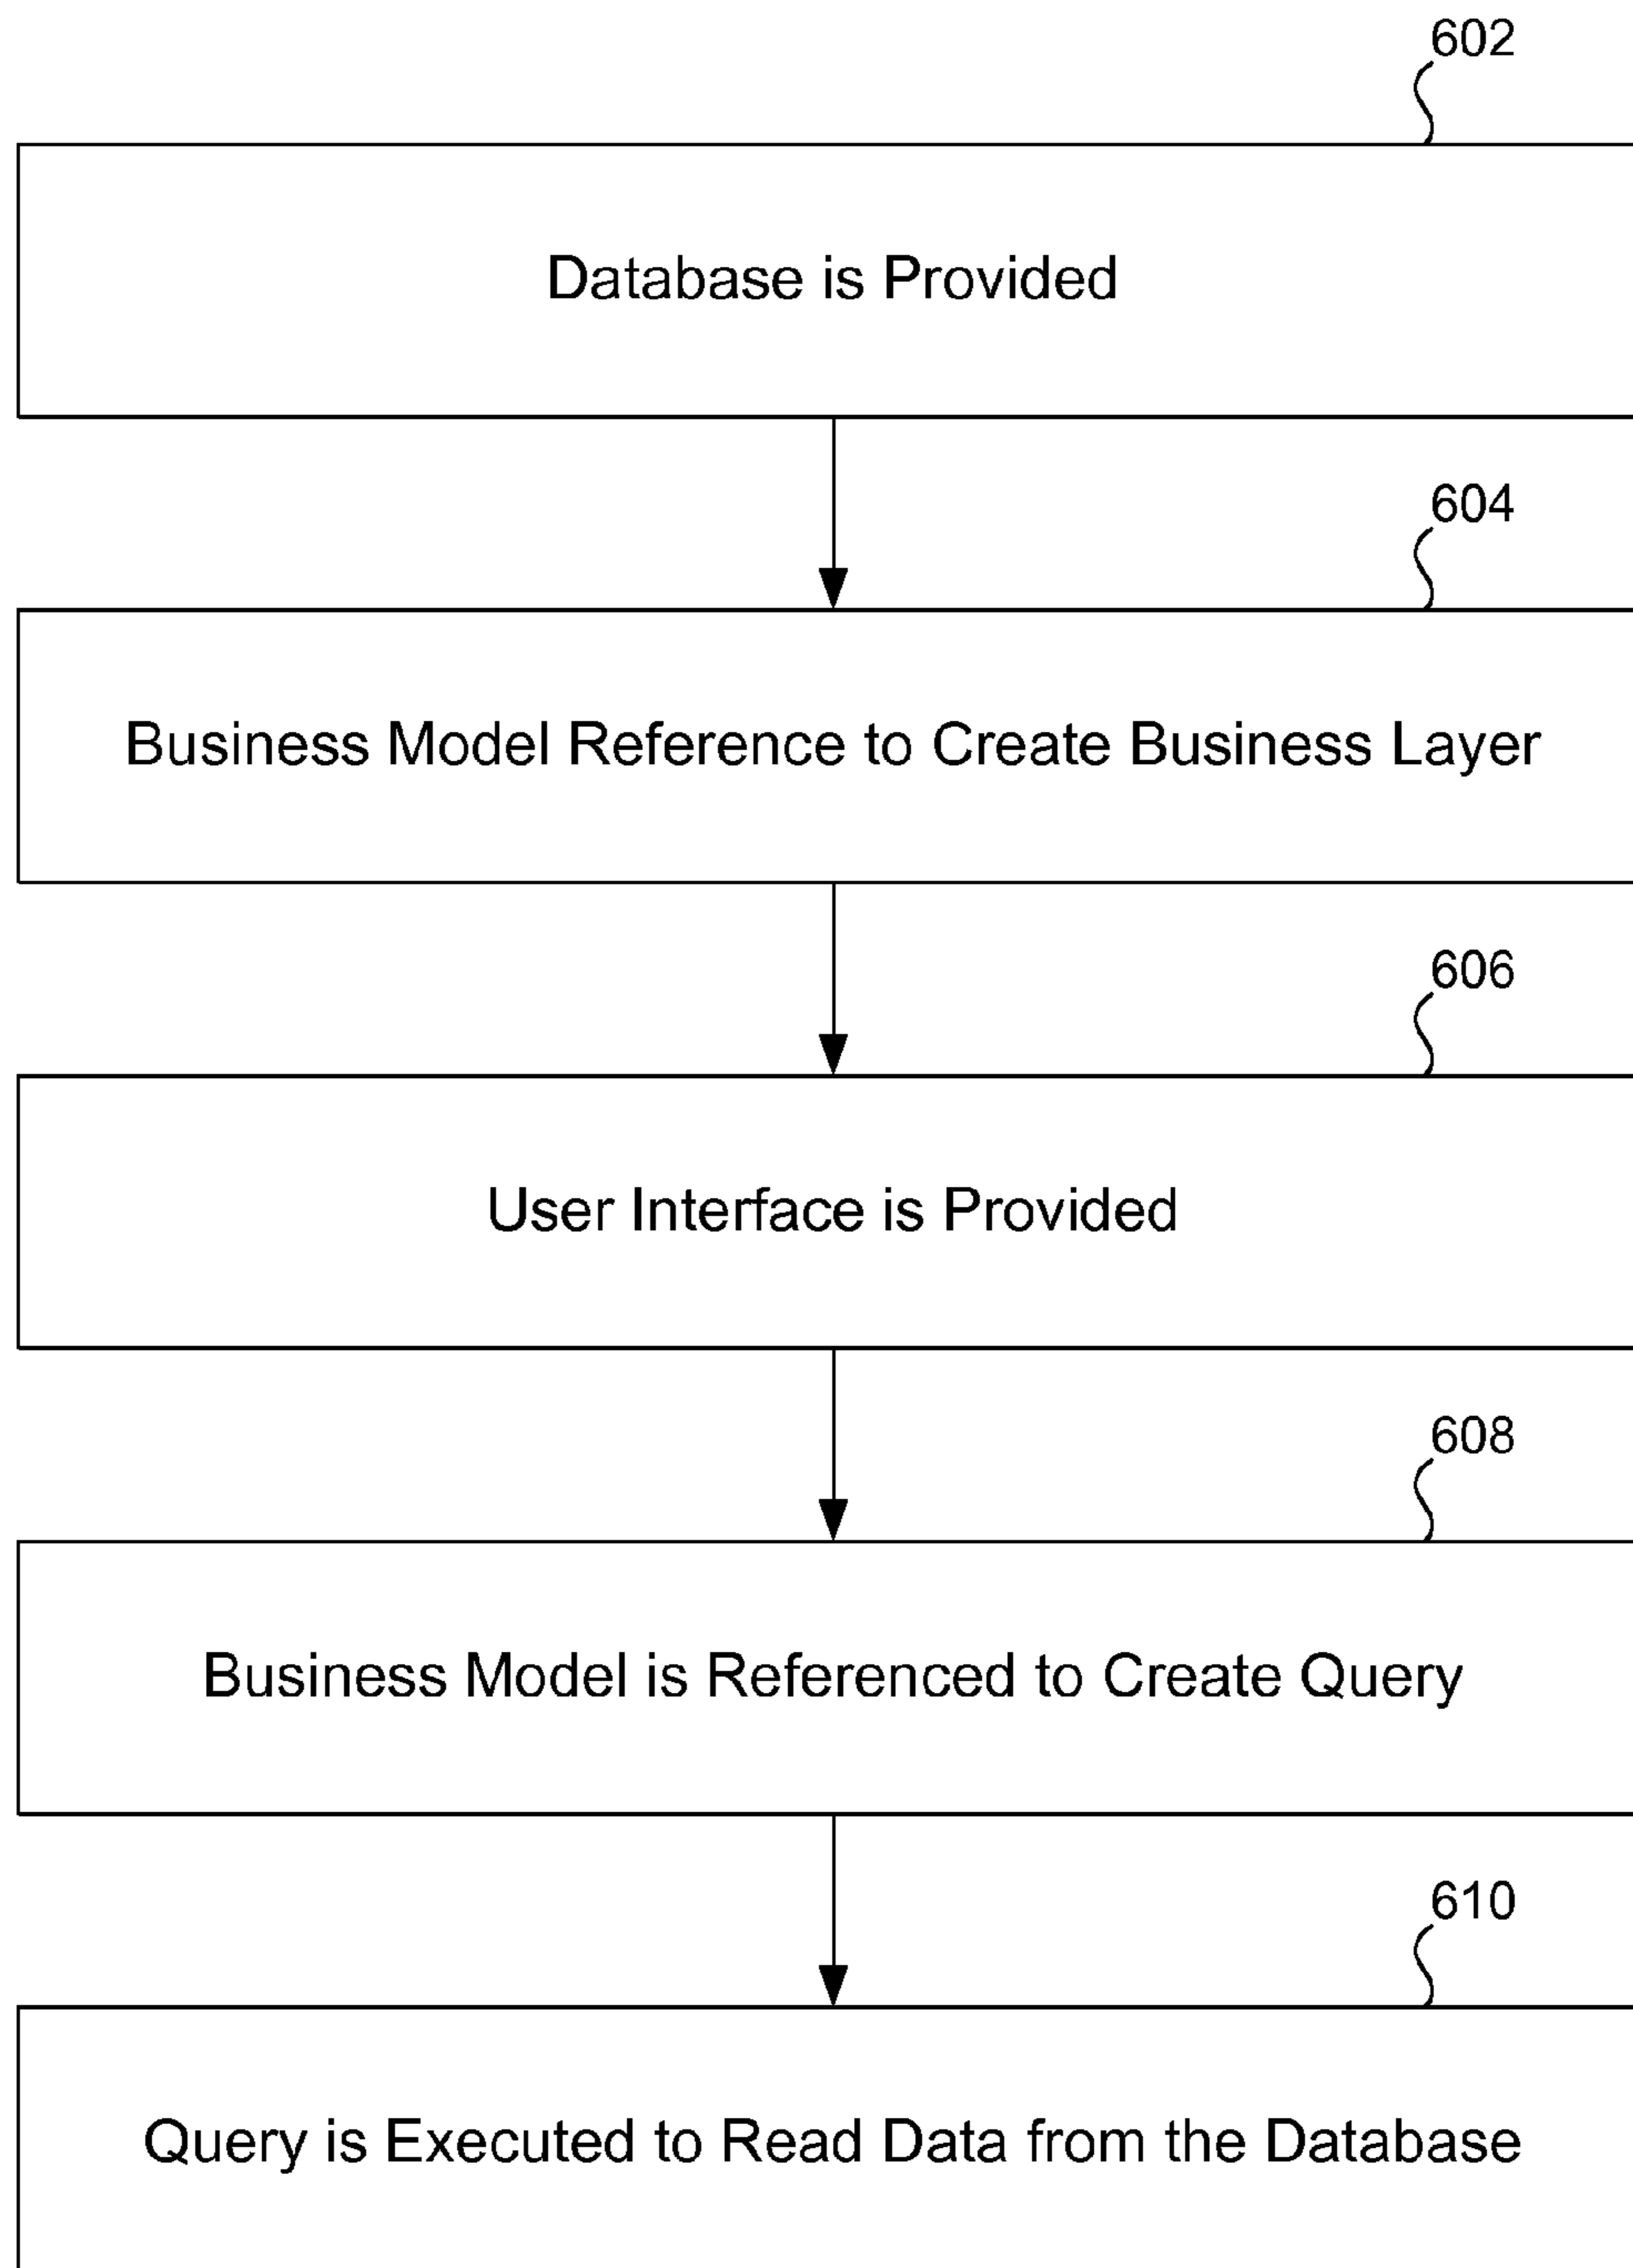 602
Database is Provided
604
Business Model Reference to Create Business Layer
606
User Interface is Provided
608
Business Model is Referenced to Create Query
610
Query is Executed to Read Data from the Database